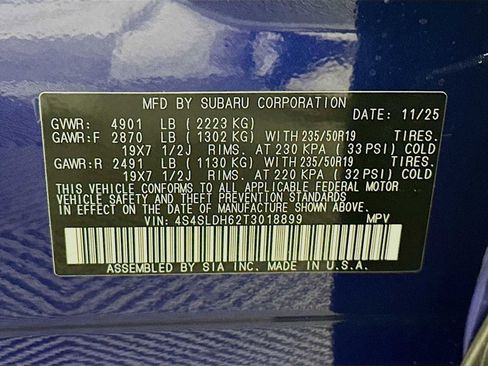 MFD BY SUBARU CORPORATION
DATE: 11/25
GVWR: 4901 LB ( 2223 KG)
GAWR:F 2870 LB ( 1302 KG) WITH 235/50R19 TIRES.
19X7 1/2J RIMS. AT 230 KPA ( 33 PSI) COLD
GAWR:R 2491 LB ( 1130 KG) WITH 235/50R19 TIRES.
19X7 1/2J RIMS. AT 220 KPA ( 32 PSI) COLD
THIS VEHICLE CONFORMS TO ALL APPLICABLE FEDERAL MOTOR
VEHICLE SAFETY AND THEFT PREVENTION STANDARDS
IN EFFECT ON THE DATE OF MANUFACTURE SHOWN ABOVE.
VIN: 4S4SLDH62T3018899 MPV
ASSEMBLED BY SIA INC. MADE IN U.S.A.